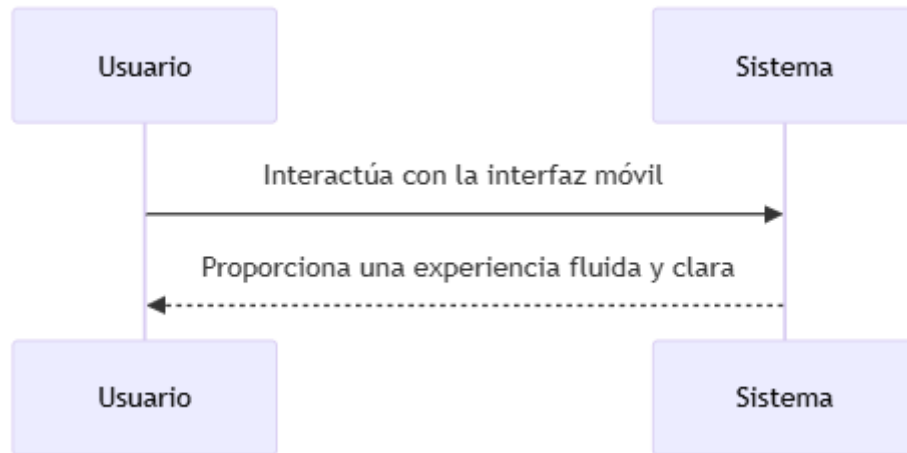 Usuario
Sistema
Interactúa con la interfaz móvil
Proporciona una experiencia fluida y clara
Usuario
Sistema